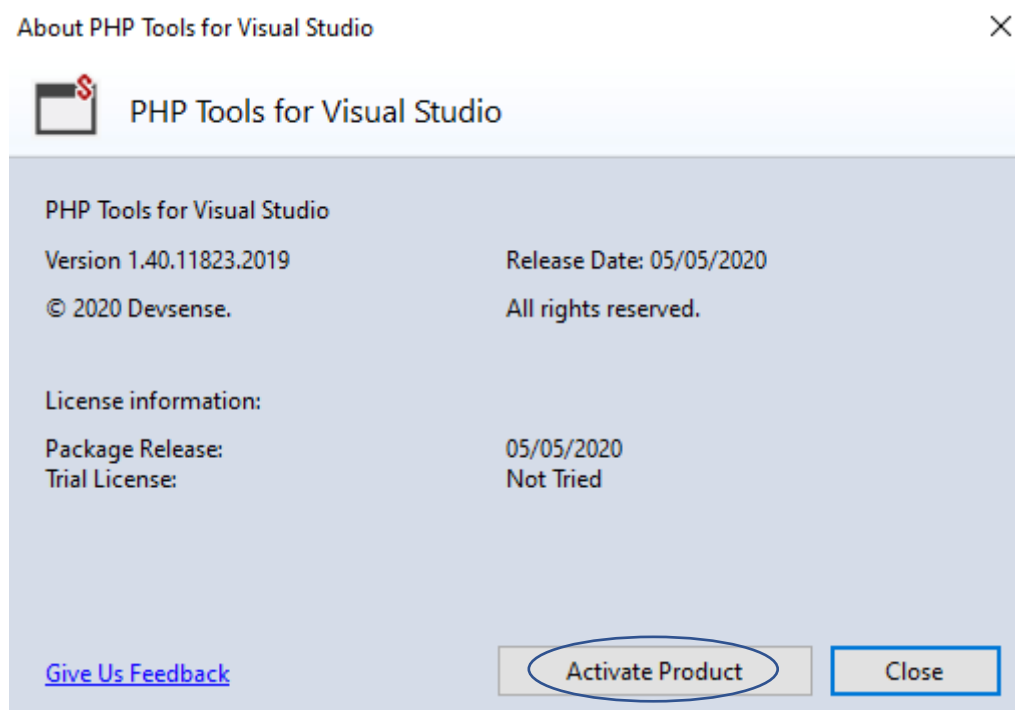 About PHP Tools for Visual Studio
PHP Tools for Visual Studio
PHP Tools for Visual Studio
Version 1.40.11823.2019 Release Date: 05/05/2020
© 2020 Devsense. All rights reserved.
License information:
Package Release: 05/05/2020
Trial License: Not Tried
Give Us Feedback Activate Product Close